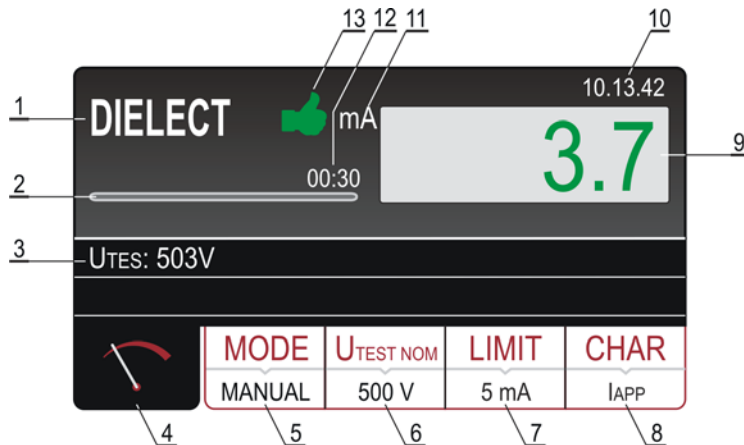 13 12 11 10
10.13.42
1 DIELECT mA
3.7 9
00:30
2
3 UTES: 503V
MODE UTEST NOM LIMIT CHAR
MANUAL 500 V 5 mA IAPP
4 5 6 7 8